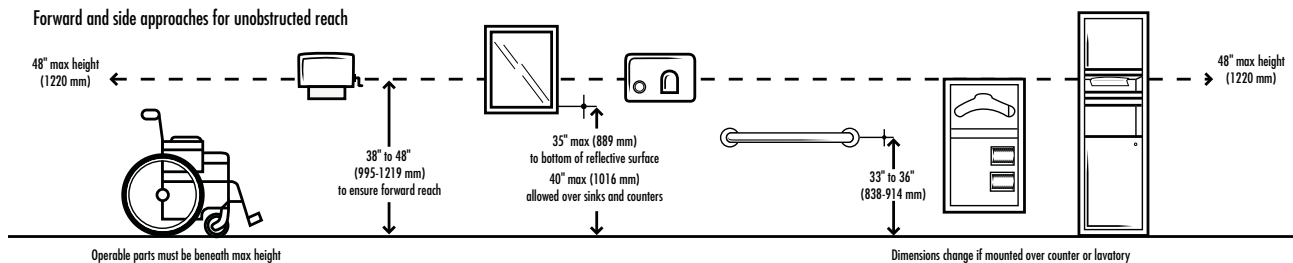 Forward and side approaches for unobstructed reach
48" max height
(1220 mm)
38" to 48"
(995-1219 mm)
to ensure forward reach
35" max (889 mm)
to bottom of reflective surface
40" max (1016 mm)
allowed over sinks and counters
33" to 36"
(838-914 mm)
48" max height
(1220 mm)
Operable parts must be beneath max height
Dimensions change if mounted over counter or lavatory